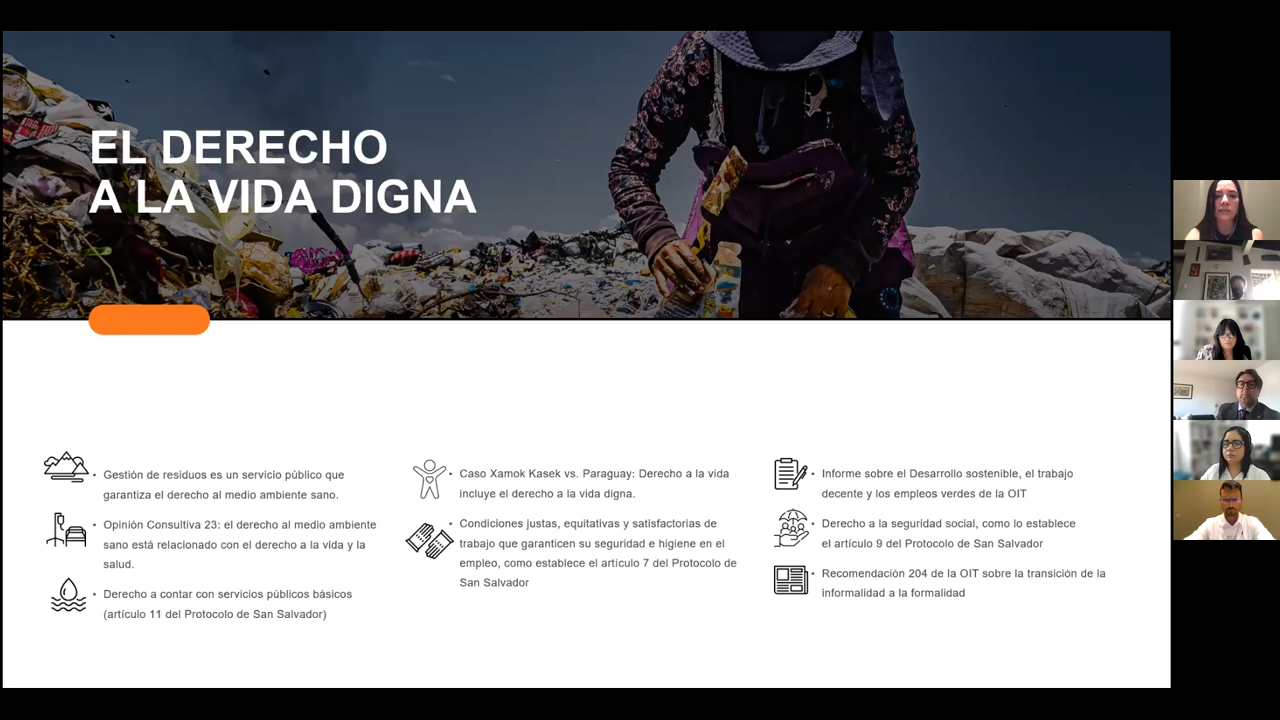 EL DERECHO
A LA VIDA DIGNA
• Gestión de residuos es un servicio público que
garantiza el derecho al medio ambiente sano.
• Opinión Consultiva 23: el derecho al medio ambiente
sano está relacionado con el derecho a la vida y la
salud.
• Derecho a contar con servicios públicos básicos
(artículo 11 del Protocolo de San Salvador)
• Caso Xamok Kasek vs. Paraguay: Derecho a la vida
incluye el derecho a la vida digna.
• Condiciones justas, equitativas y satisfactorias de
trabajo que garanticen su seguridad e higiene en el
empleo, como establece el artículo 7 del Protocolo de
San Salvador
• Informe sobre el Desarrollo sostenible, el trabajo
decente y los empleos verdes de la OIT
• Derecho a la seguridad social, como lo establece
el artículo 9 del Protocolo de San Salvador
• Recomendación 204 de la OIT sobre la transición de la
informalidad a la formalidad